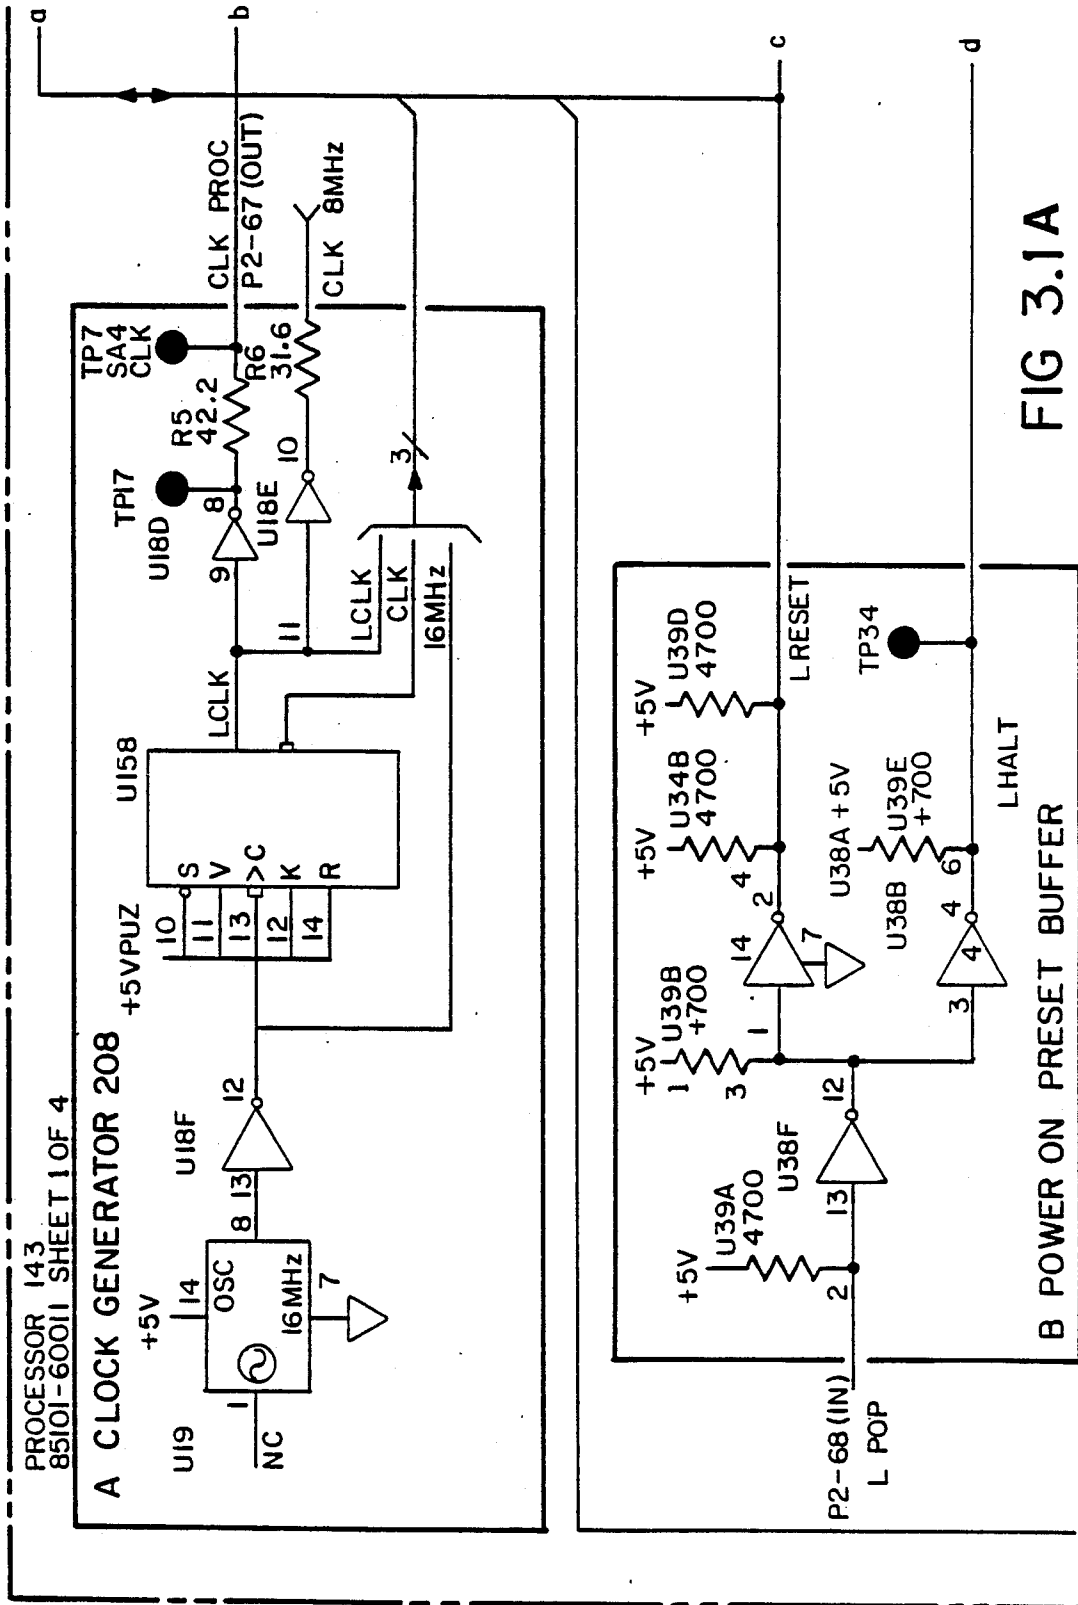 PROCESSOR 143
85101-60011 SHEET 1 OF 4
A CLOCK GENERATOR 208
U19
+5V
14
OSC
16MHz
1
NC
7
8
13
U18F
12
+5VPUZ
10
11
13
12
14
S
V
>C
K
R
U15B
LCLK
9
U18D
8
TP17
R5
42.2
TP7
SA4
CLK
CLK PROC
P2-67 (OUT)
11
U18E
10
R6
31.6
CLK 8MHz
LCLK
CLK
16MHz
3
a
b
c
d
B POWER ON PRESET BUFFER
P2-68 (IN)
L POP
+5V
U39A
4700
2
13
U38F
12
+5V
1
U39B
+700
3
1
14
2
7
+5V
U34B
4700
4
+5V
U39D
4700
LRESET
U38A +5V
U38B
U39E
+700
6
3
4
4
LHALT
TP34
FIG 3.1A